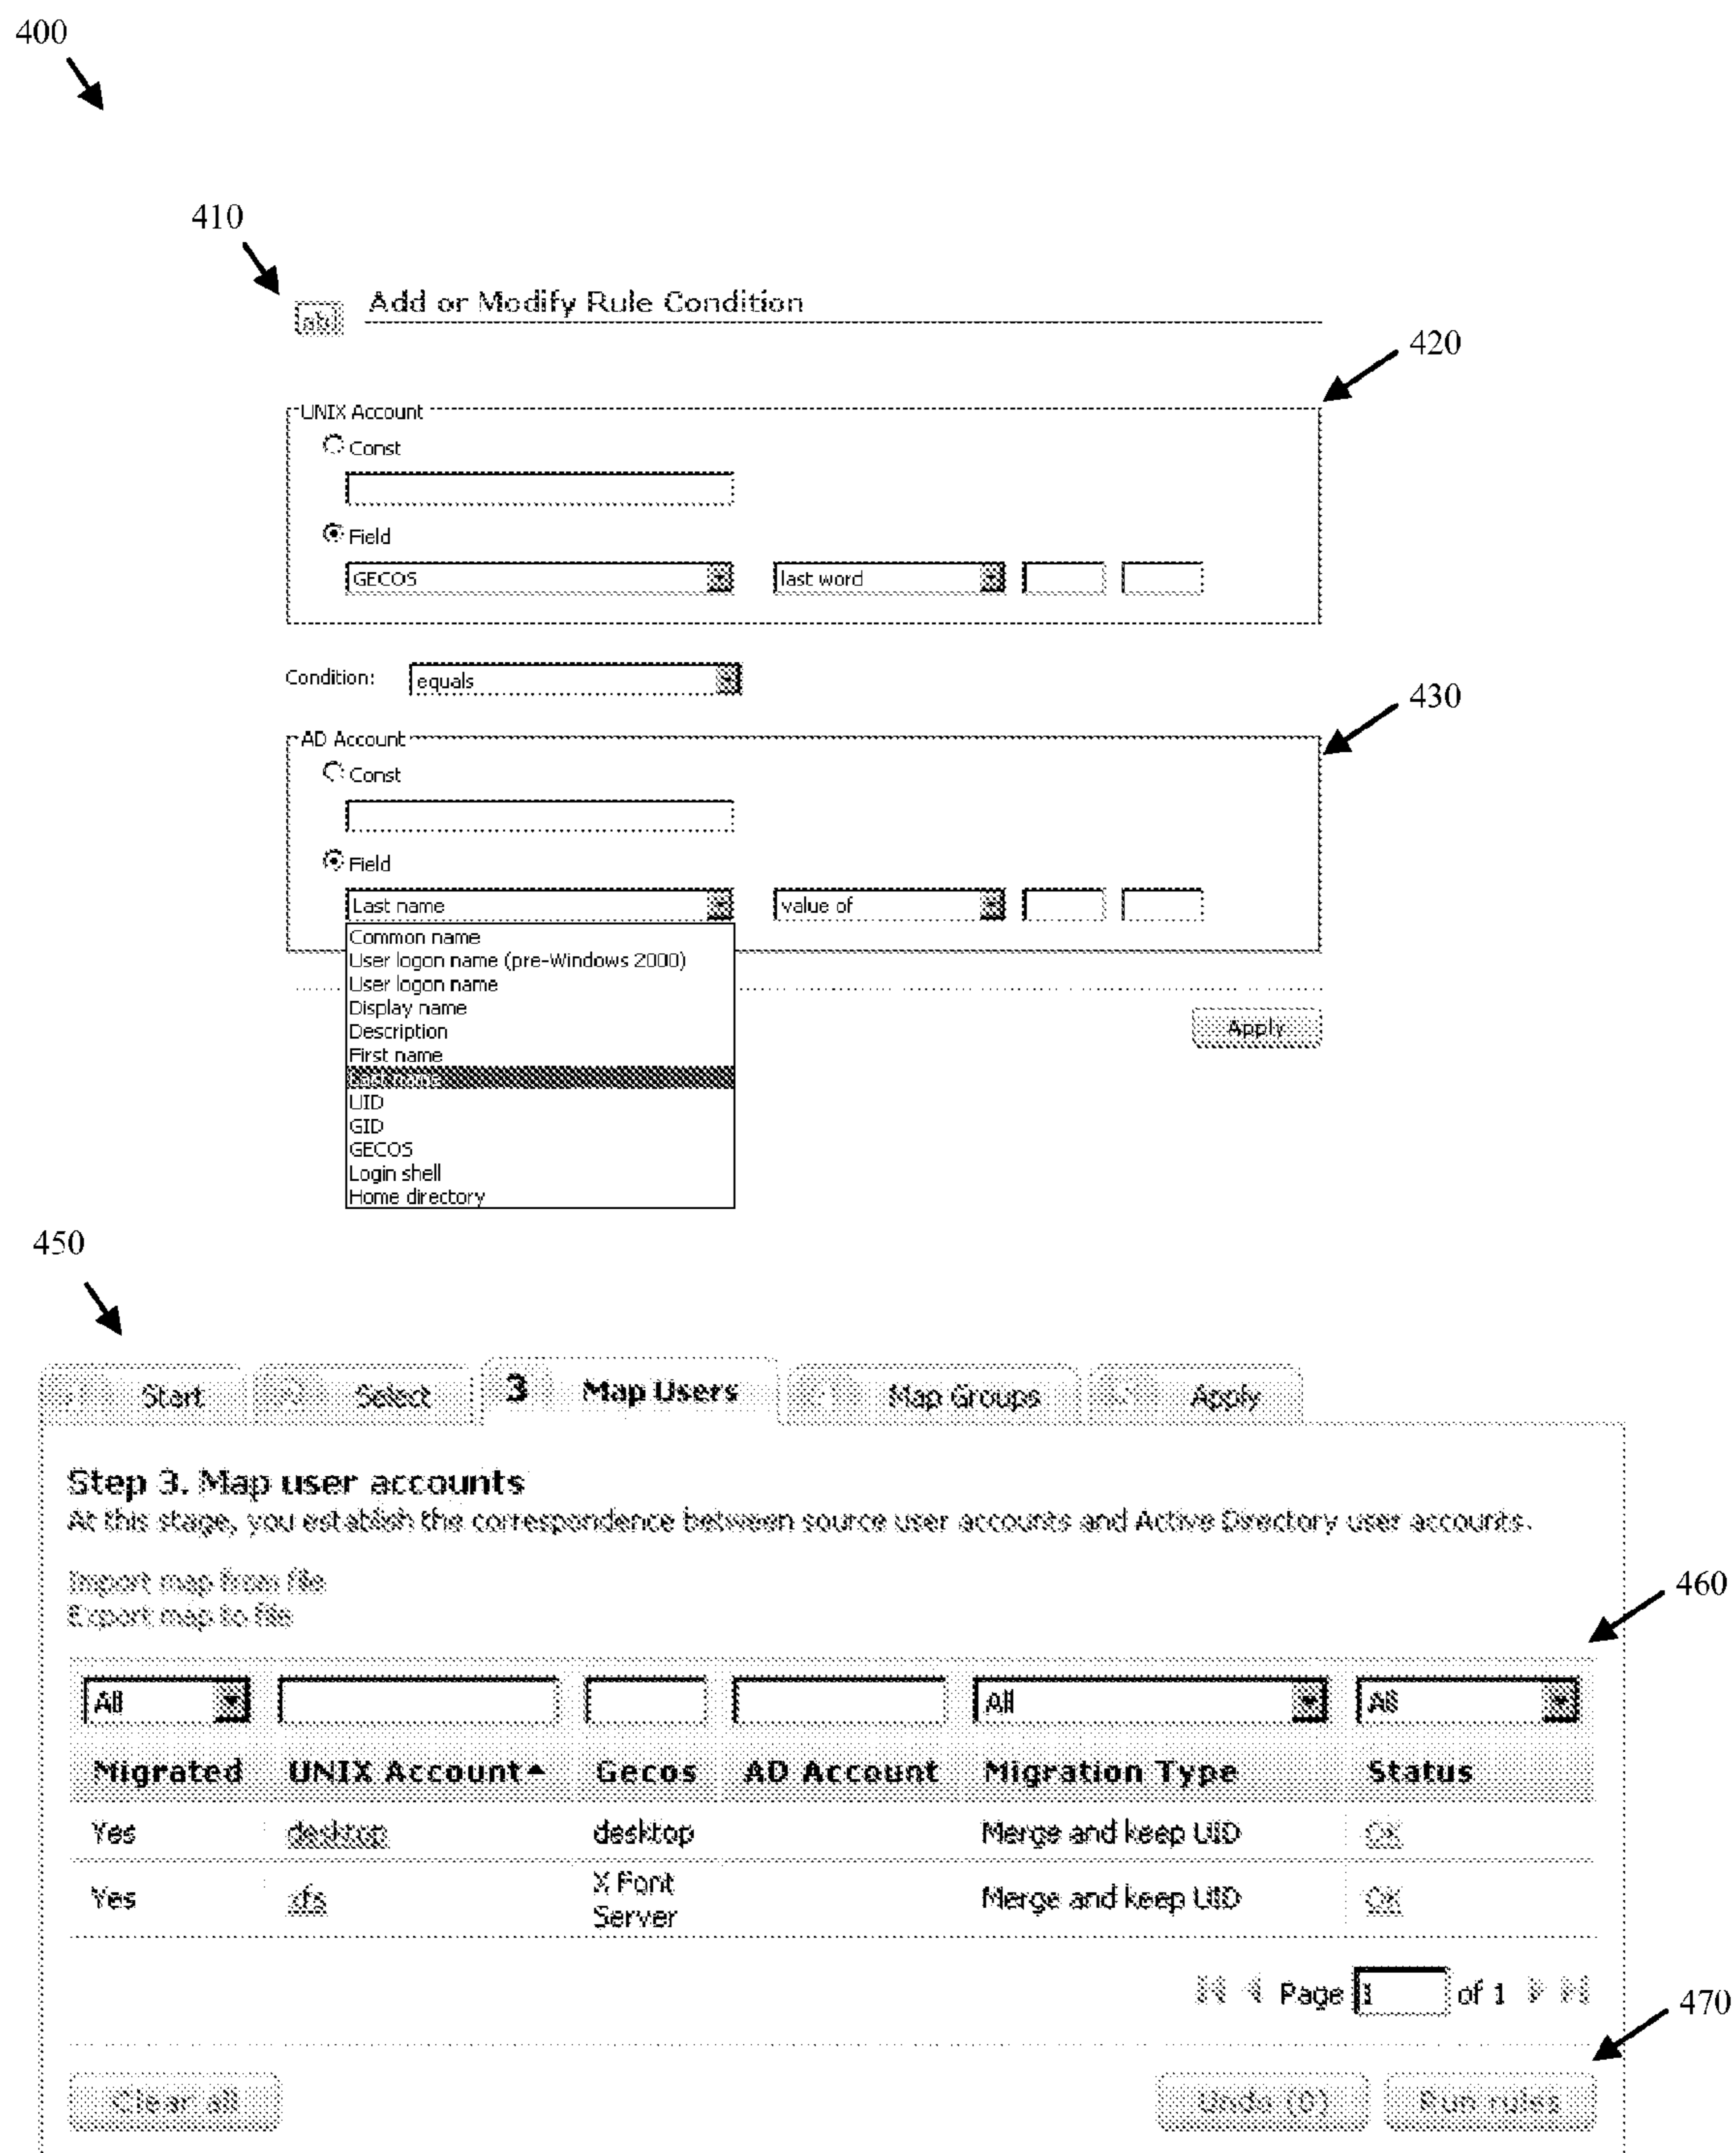 400
410
Add or Modify Rule Condition
420
UNIX Account
Const
Field
GECOS last word
Condition: equals
430
AD Account
Const
Field
Last name value of
Common name
User logon name (pre-Windows 2000)
User logon name
Display name
Description
First name
Last name
UID
GID
GECOS
Login shell
Home directory
Apply
450
Start Select 3 Map Users Map Groups Apply
Step 3. Map user accounts
At this stage, you establish the correspondence between source user accounts and Active Directory user accounts.
Import map from file
Export map to file
460
All All All
Migrated UNIX Account Gecos AD Account Migration Type Status
Yes desktop desktop Merge and keep UID OK
Yes xfs X Font Server Merge and keep UID OK
Page 1 of 1
470
Clear all Undo (0) Run rules